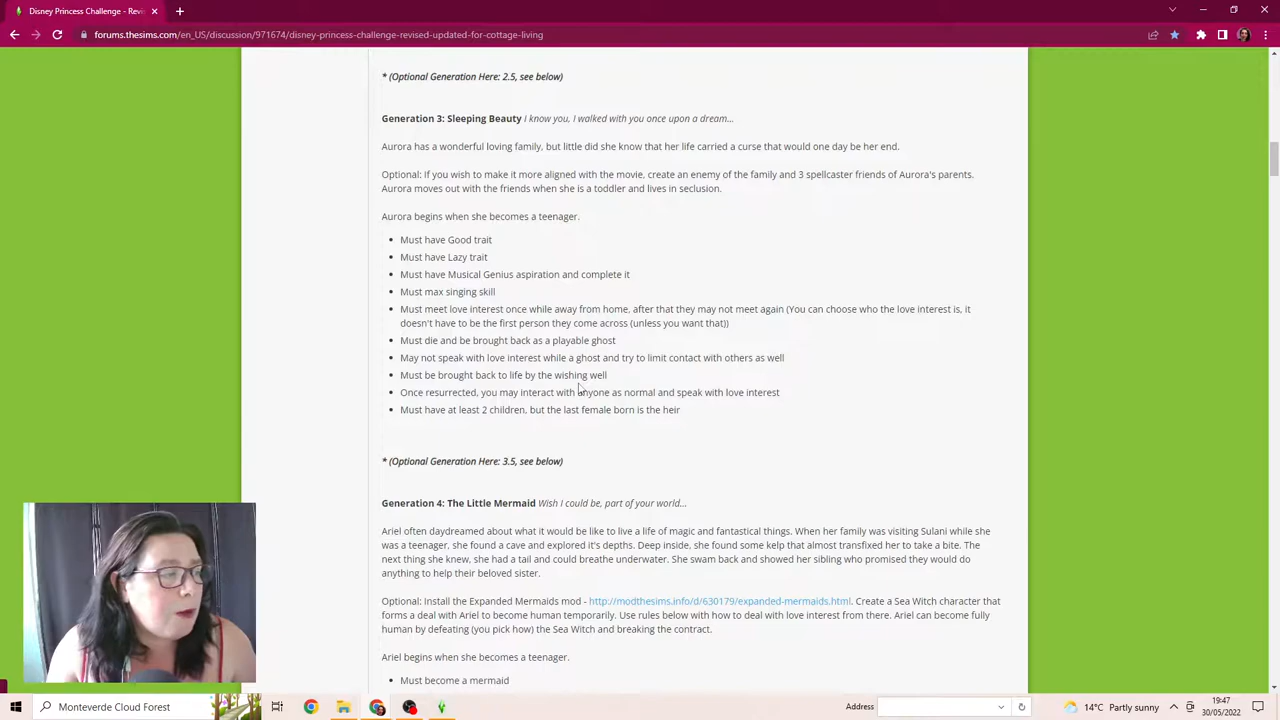 Disney Princess Challenge - Revi
forums.thesims.com/en_US/discussion/971674/disney-princess-challenge-revised-updated-for-cottage-living
* (Optional Generation Here: 2.5, see below)
Generation 3: Sleeping Beauty I know you, I walked with you once upon a dream...
Aurora has a wonderful loving family, but little did she know that her life carried a curse that would one day be her end.
Optional: If you wish to make it more aligned with the movie, create an enemy of the family and 3 spellcaster friends of Aurora's parents.
Aurora moves out with the friends when she is a toddler and lives in seclusion.
Aurora begins when she becomes a teenager.
• Must have Good trait
• Must have Lazy trait
• Must have Musical Genius aspiration and complete it
• Must max singing skill
• Must meet love interest once while away from home, after that they may not meet again (You can choose who the love interest is, it
doesn't have to be the first person they come across (unless you want that))
• Must die and be brought back as a playable ghost
• May not speak with love interest while a ghost and try to limit contact with others as well
• Must be brought back to life by the wishing well
• Once resurrected, you may interact with anyone as normal and speak with love interest
• Must have at least 2 children, but the last female born is the heir
* (Optional Generation Here: 3.5, see below)
Generation 4: The Little Mermaid Wish I could be, part of your world...
Ariel often daydreamed about what it would be like to live a life of magic and fantastical things. When her family was visiting Sulani while she
was a teenager, she found a cave and explored it's depths. Deep inside, she found some kelp that almost transfixed her to take a bite. The
next thing she knew, she had a tail and could breathe underwater. She swam back and showed her sibling who promised they would do
anything to help their beloved sister.
Optional: Install the Expanded Mermaids mod - http://modthesims.info/d/630179/expanded-mermaids.html. Create a Sea Witch character that
forms a deal with Ariel to become human temporarily. Use rules below with how to deal with love interest from there. Ariel can become fully
human by defeating (you pick how) the Sea Witch and breaking the contract.
Ariel begins when she becomes a teenager.
• Must become a mermaid
Monteverde Cloud Forest
Address
14°C Partly sunny
19:47
30/05/2022